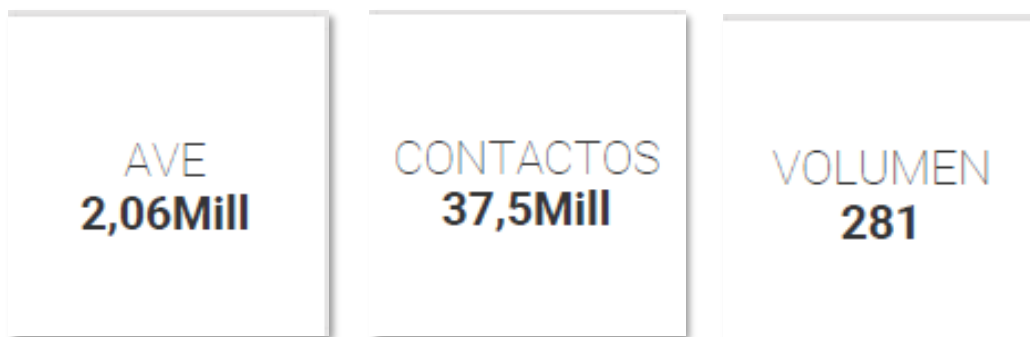 AVE
2,06Mill
CONTACTOS
37,5Mill
VOLUMEN
281